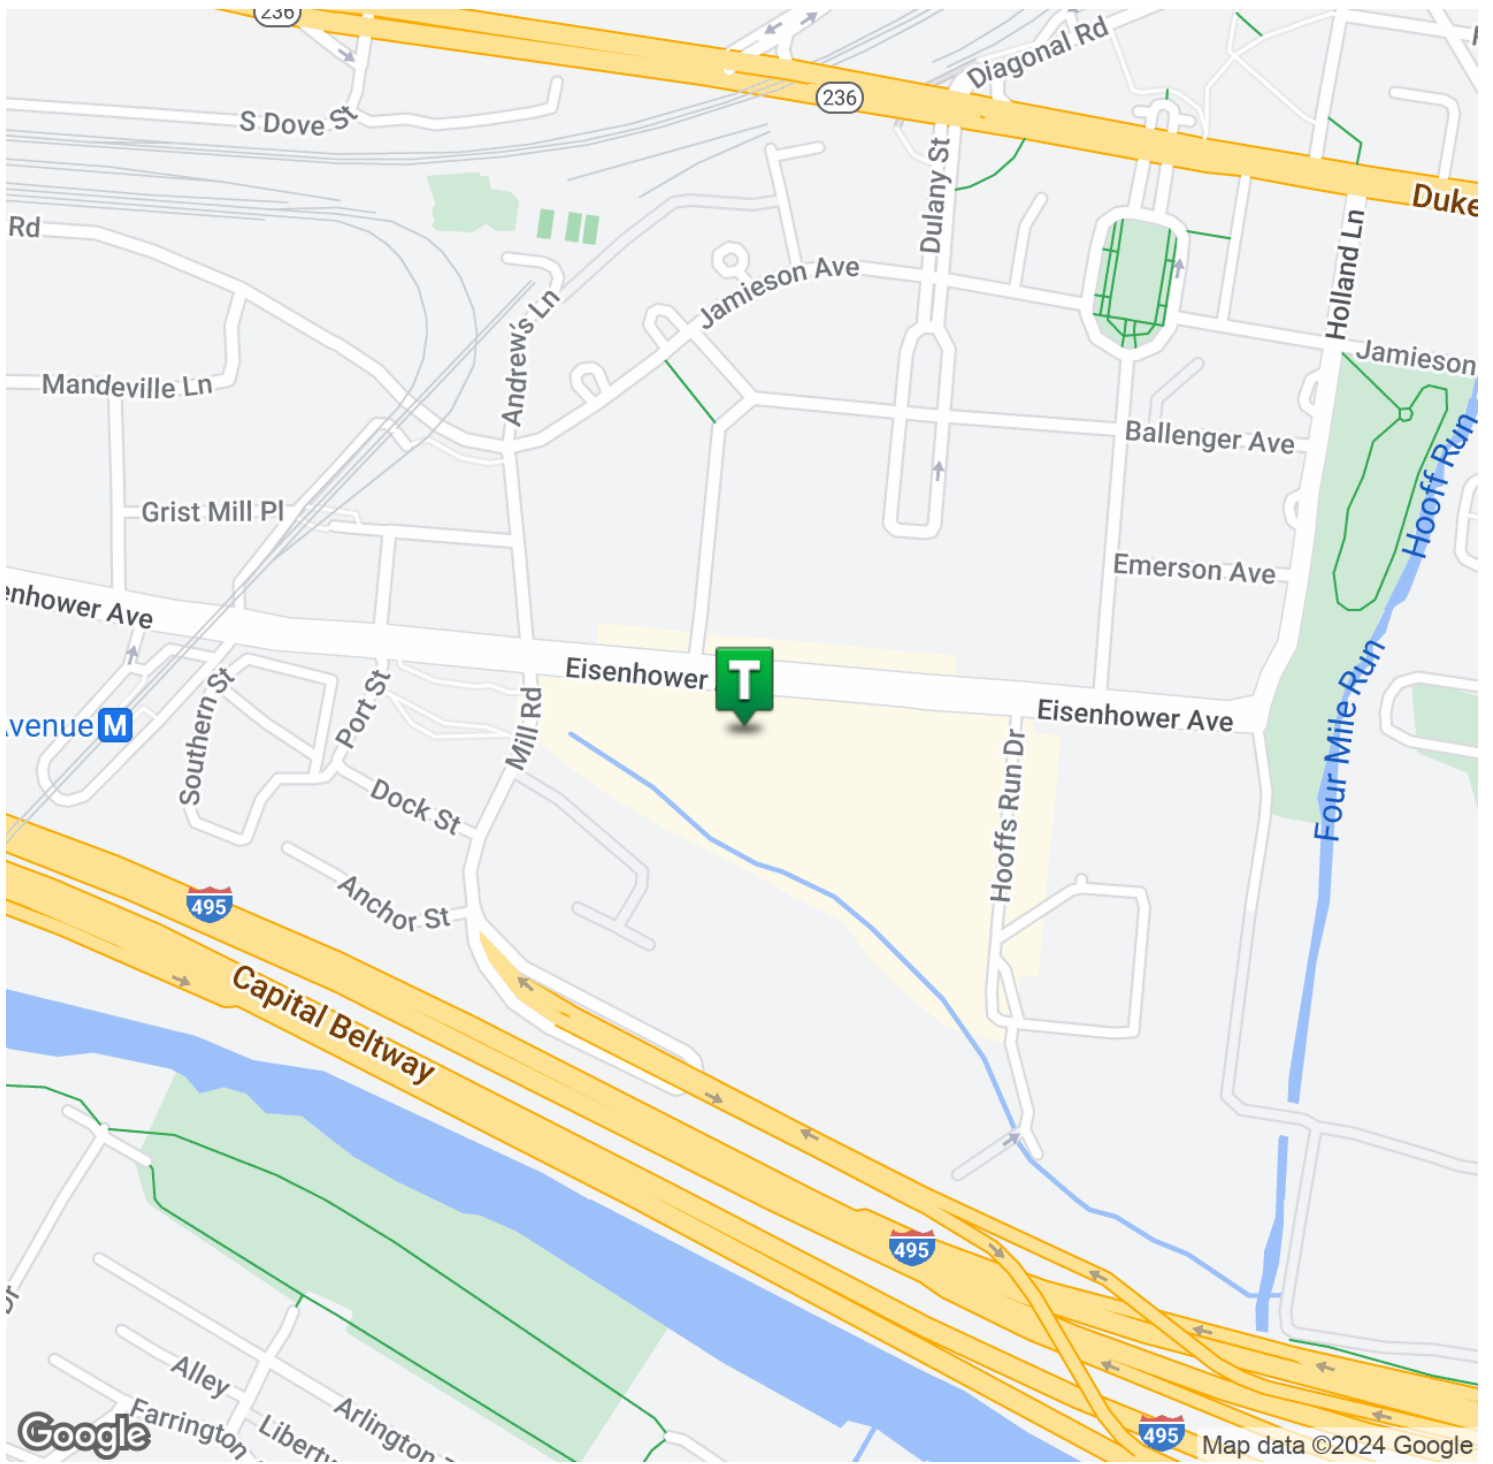 236
Diagonal Rd
236
S Dove St
Dulany St
Duke
Rd
Holland Ln
Jamieson Ave
Andrew's Ln
Jamieson
Mandeville Ln
Ballenger Ave
Hooff Run
Grist Mill Pl
Emerson Ave
enhower Ave
Eisenhower
T
Eisenhower Ave
Four Mile Run
Southern St
Port St
Mill Rd
Avenue M
Hooffs Run Dr
Dock St
Anchor St
495
Capital Beltway
495
Dr
Alley
Arlington
Farrington
Liberty
495
Google
Map data ©2024 Google